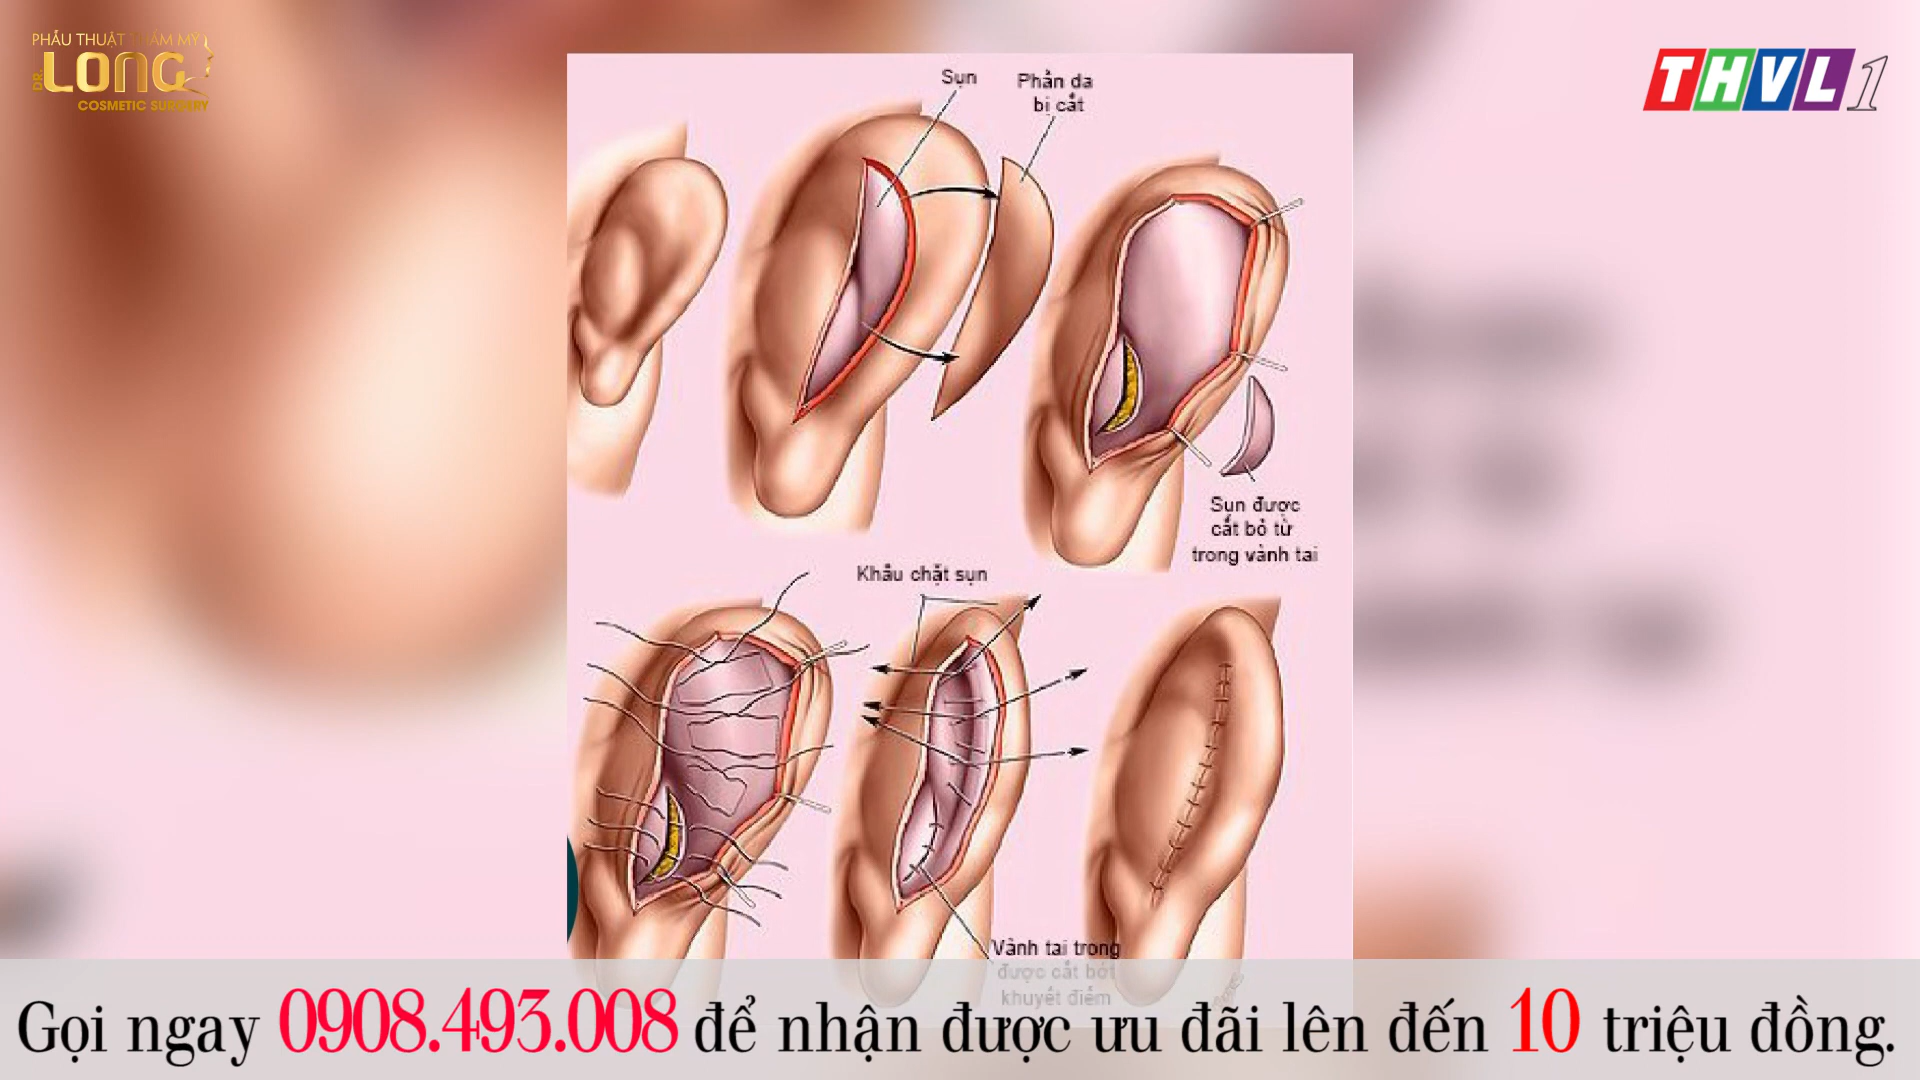 PHẪU THUẬT THẨM MỸ
DR. LONG
COSMETIC SURGERY
THVL1
Sụn
Phần da
bị cắt
Sụn được
cắt bỏ từ
trong vành tai
Khâu chặt sụn
Vành tai trong
được cắt bớt
khuyết điểm
Gọi ngay 0908.493.008 để nhận được ưu đãi lên đến 10 triệu đồng.